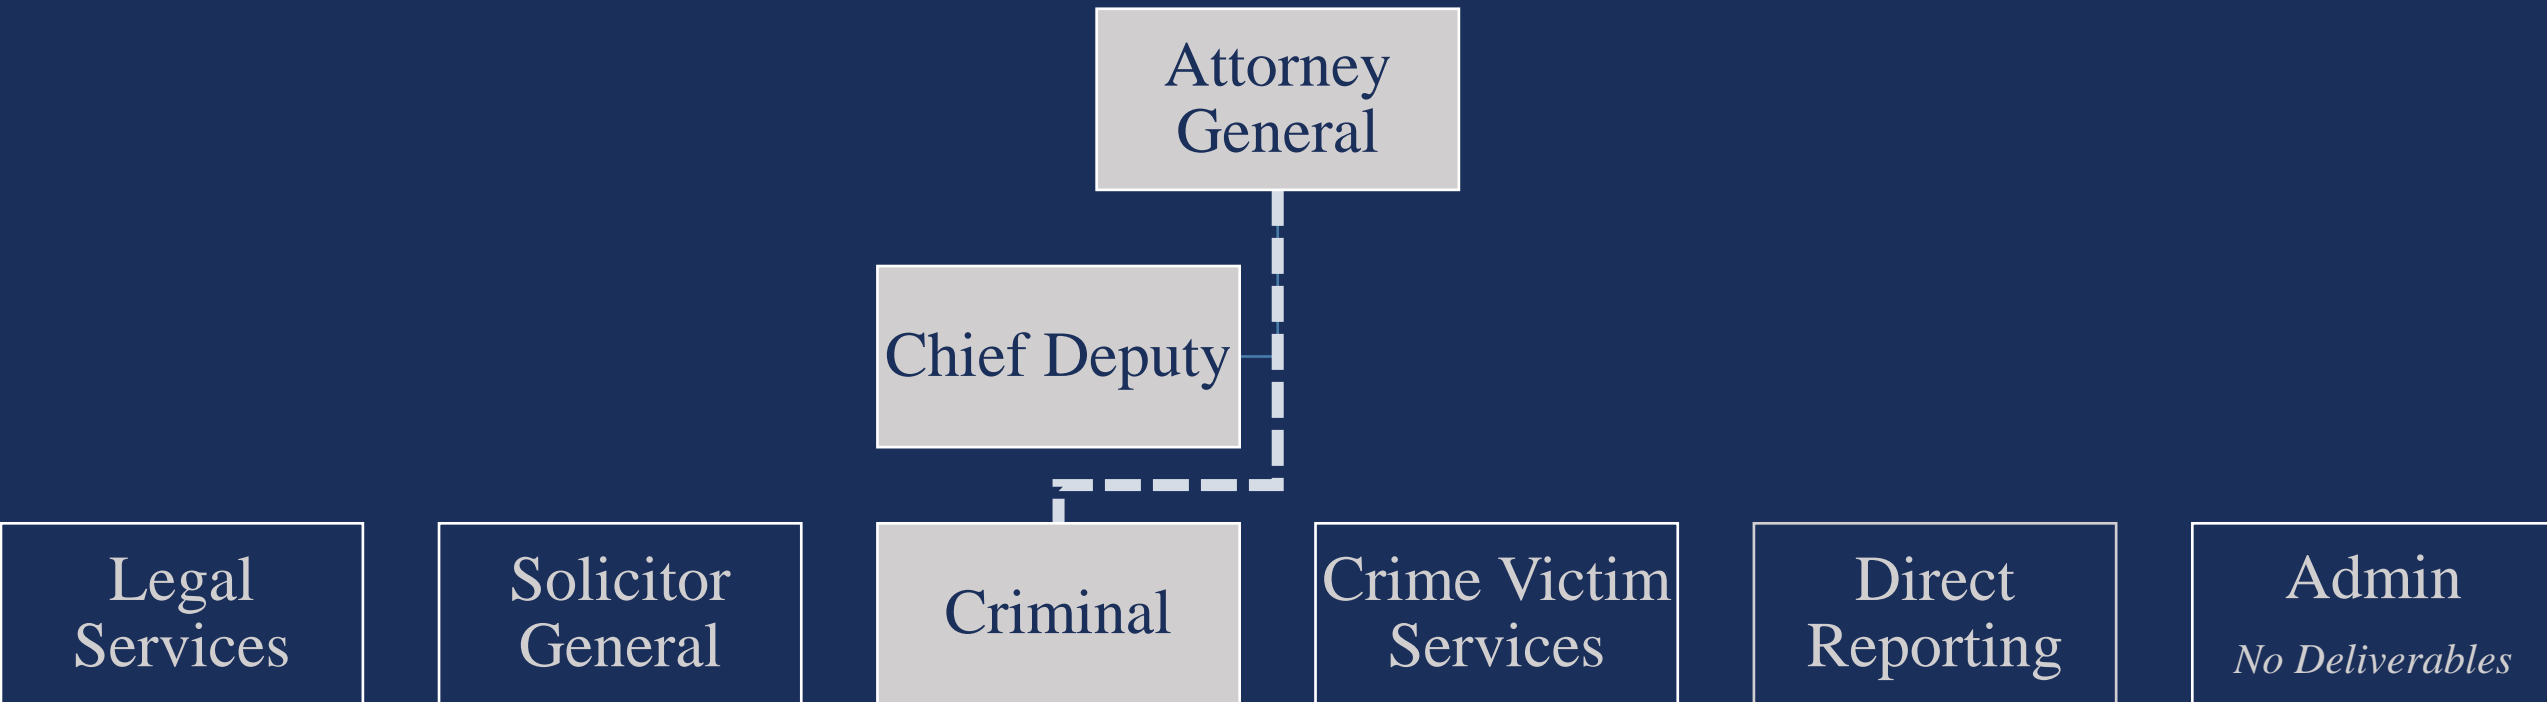 Attorney
General
Chief Deputy
Legal
Services
Solicitor
General
Criminal
Crime Victim
Services
Direct
Reporting
Admin
No Deliverables